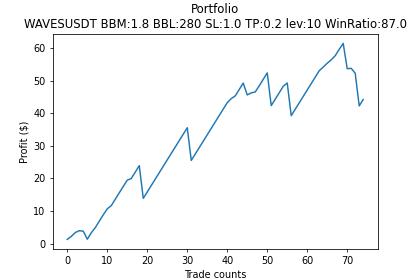 Portfolio
WAVESUSDT BBM:1.8 BBL:280 SL:1.0 TP:0.2 lev:10 WinRatio:87.0
60
50
40
30
20
10
0
Profit ($)
0 10 20 30 40 50 60 70
Trade counts